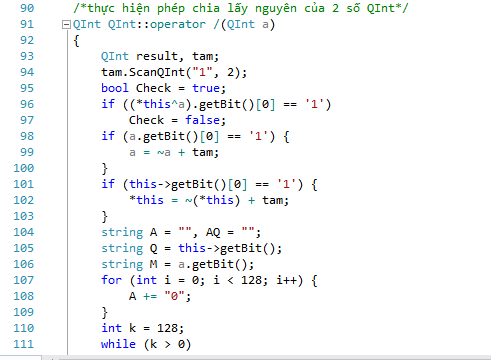 90 /*thực hiện phép chia lấy nguyên của 2 số QInt*/
91 QInt QInt::operator /(QInt a)
92 {
93 QInt result, tam;
94 tam.ScanQInt("1", 2);
95 bool Check = true;
96 if ((*this^a).getBit()[0] == '1')
97 Check = false;
98 if (a.getBit()[0] == '1') {
99 a = ~a + tam;
100 }
101 if (this->getBit()[0] == '1') {
102 *this = ~(*this) + tam;
103 }
104 string A = "", AQ = "";
105 string Q = this->getBit();
106 string M = a.getBit();
107 for (int i = 0; i < 128; i++) {
108 A += "0";
109 }
110 int k = 128;
111 while (k > 0)